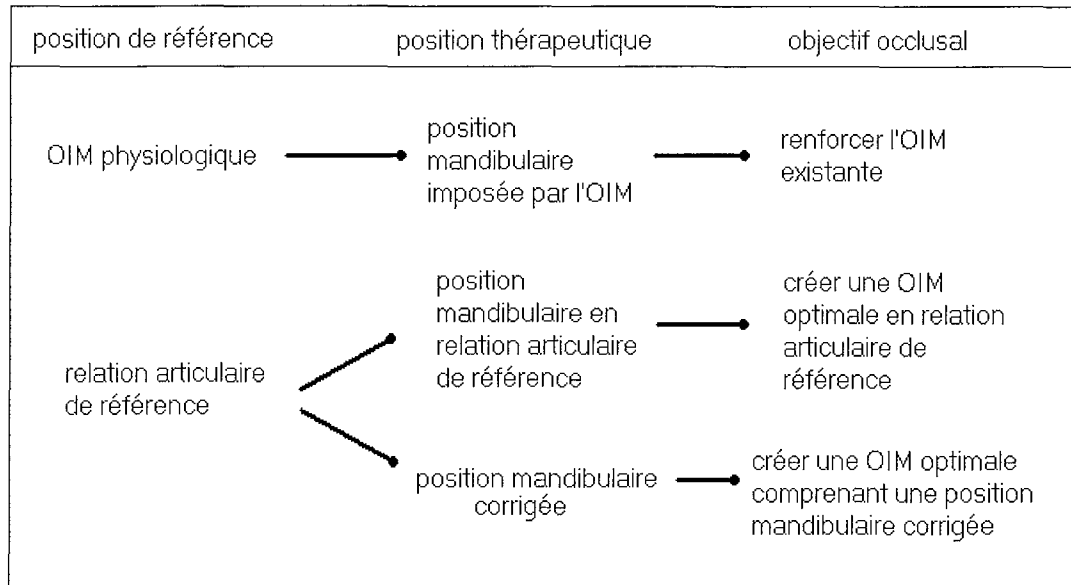 position de référence
position thérapeutique
objectif occlusal
OIM physiologique
position
mandibulaire
imposée par l'OIM
renforcer l'OIM
existante
relation articulaire
de référence
position
mandibulaire en
relation articulaire
de référence
créer une OIM
optimale en relation
articulaire de
référence
position mandibulaire
corrigée
créer une OIM optimale
comprenant une position
mandibulaire corrigée